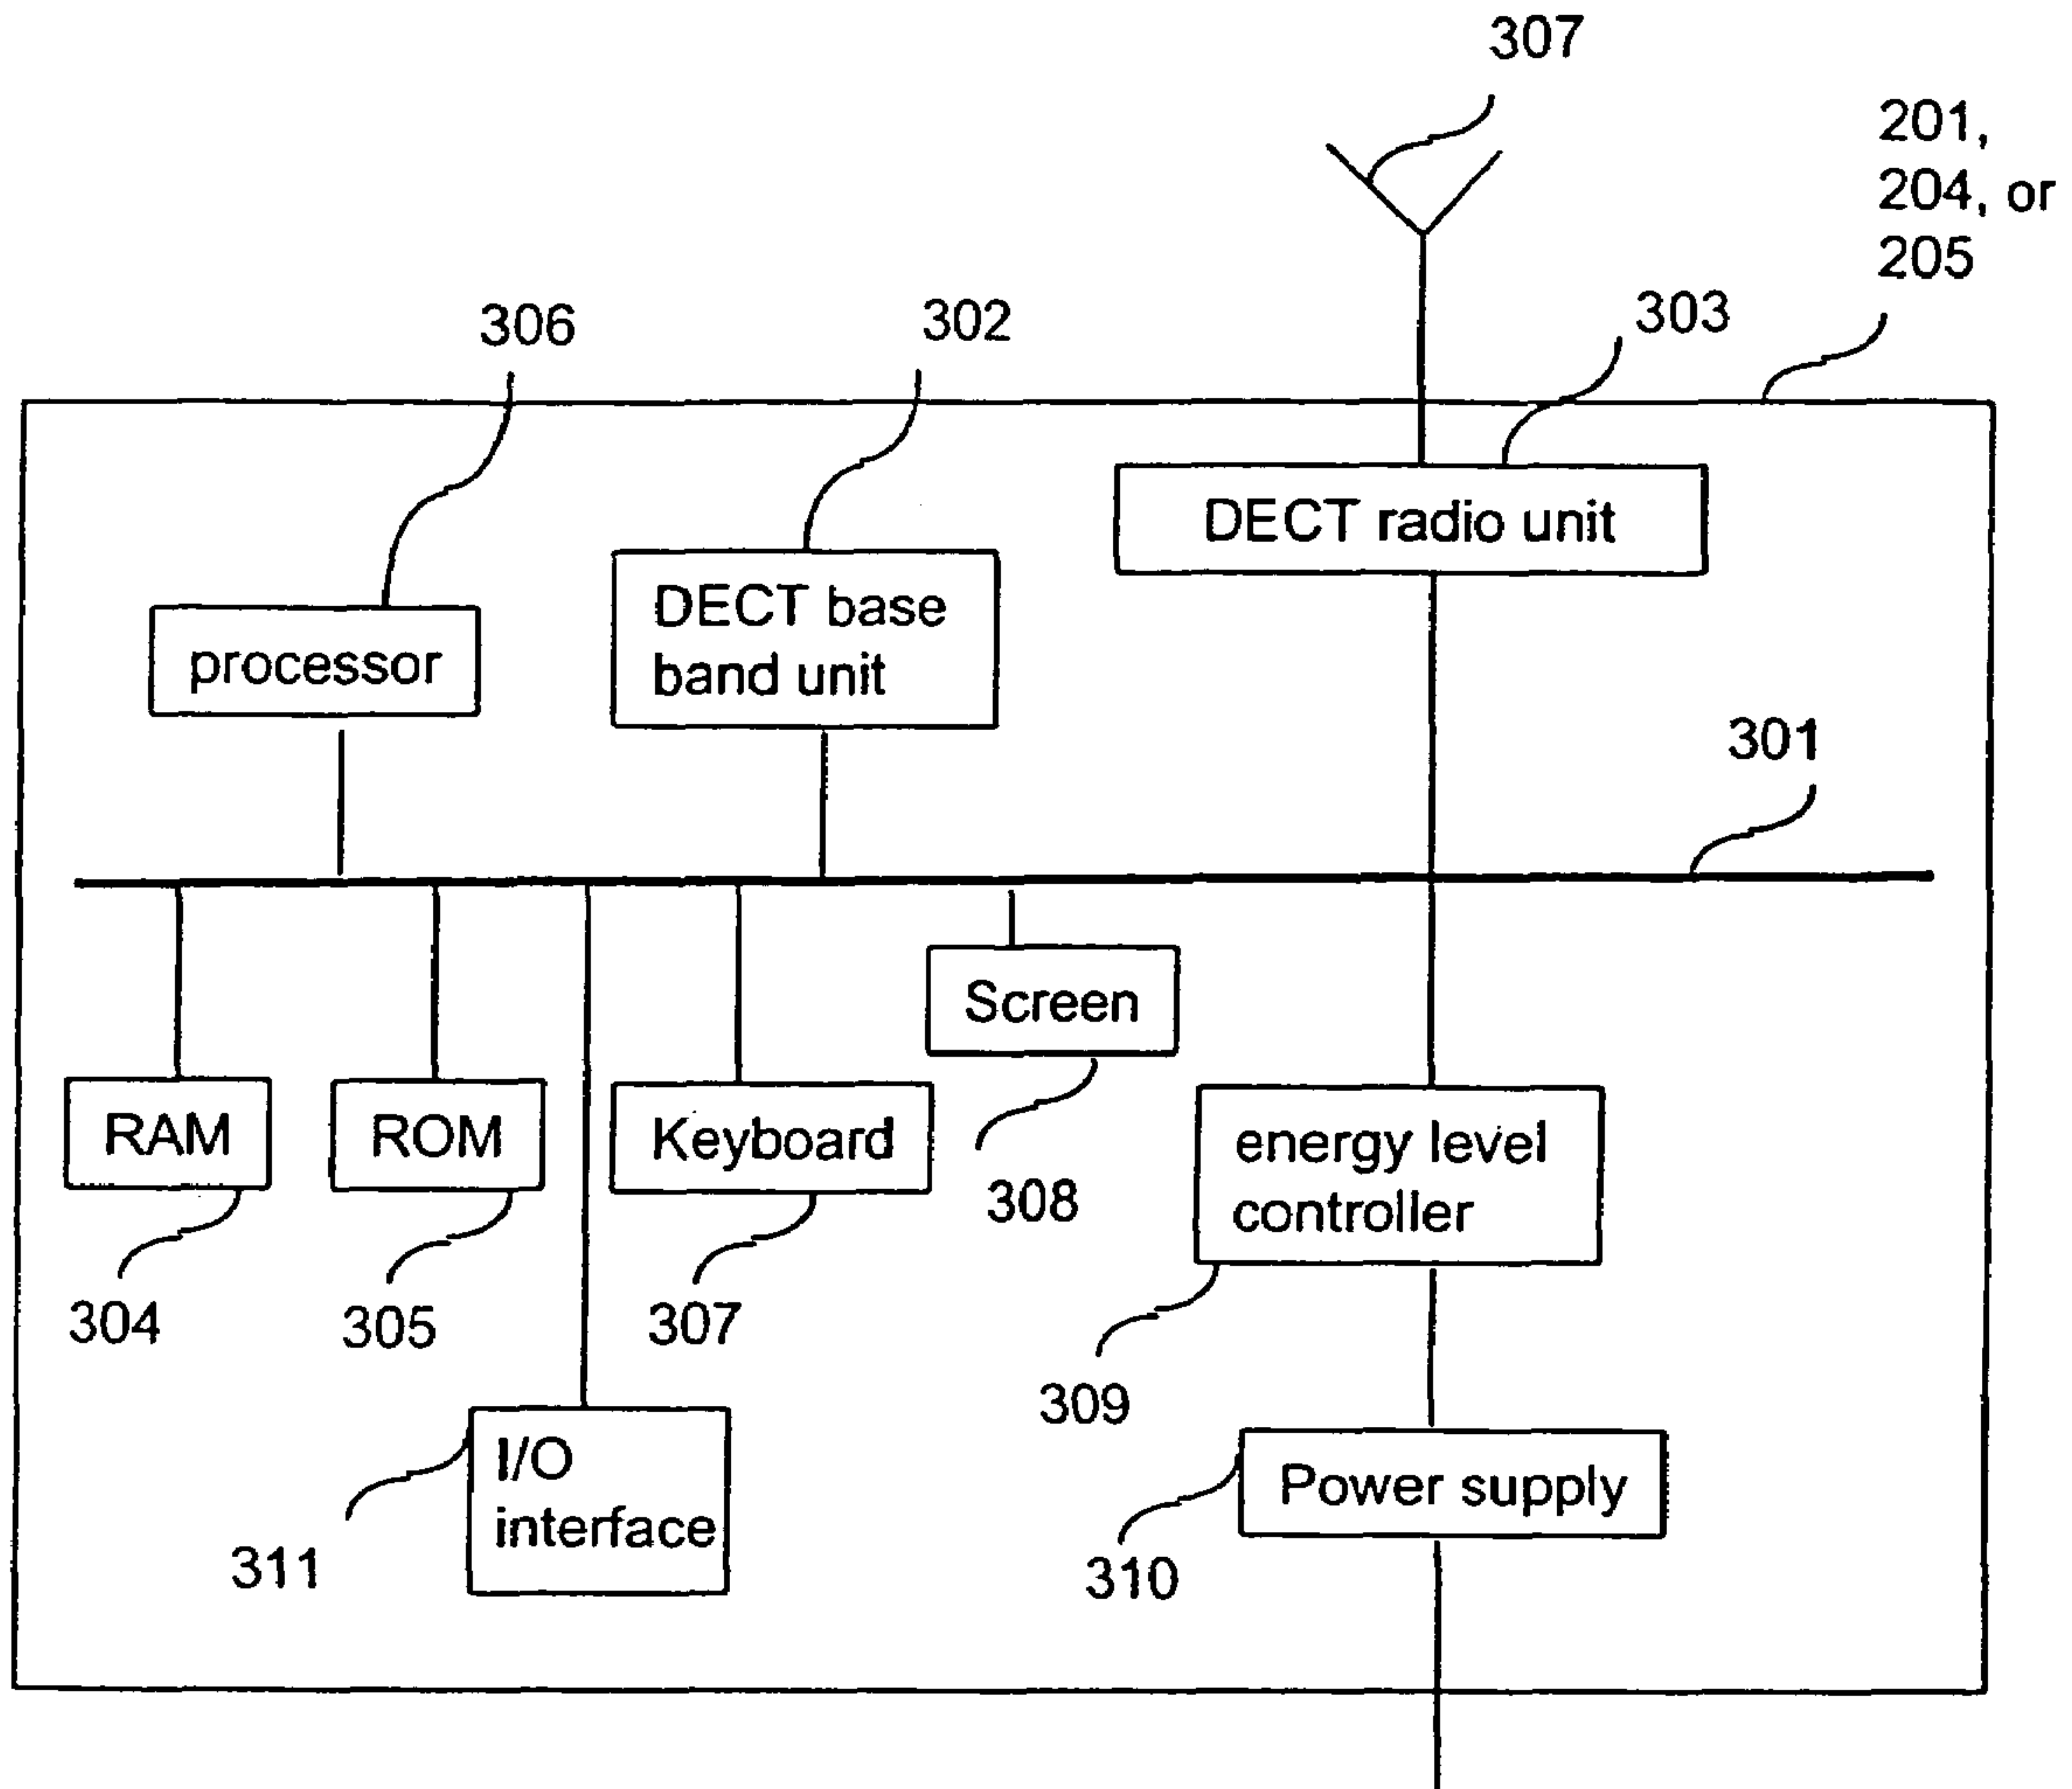 307
201,
204, or
205
306
302
303
DECT radio unit
DECT base
band unit
processor
301
Screen
RAM
ROM
Keyboard
energy level
controller
308
304
305
307
309
I/O
interface
Power supply
311
310